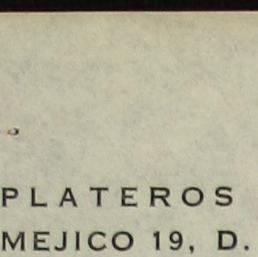 PLATEROS
MEJICO 19, D.